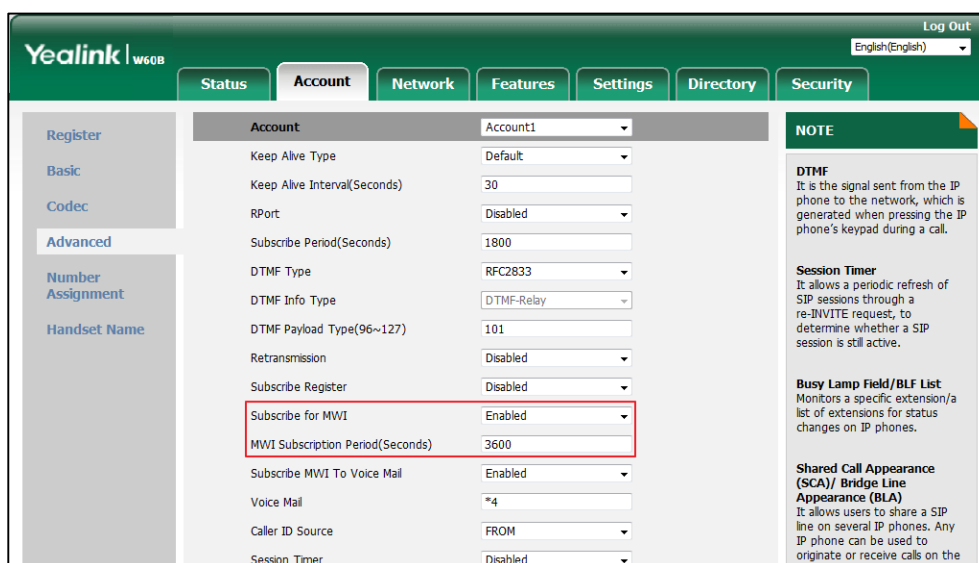 Log Out
Yealink W60B
English(English)
Status Account Network Features Settings Directory Security
Register
Basic
Codec
Advanced
Number
Assignment
Handset Name
Account Account1
Keep Alive Type Default
Keep Alive Interval(Seconds) 30
RPort Disabled
Subscribe Period(Seconds) 1800
DTMF Type RFC2833
DTMF Info Type DTMF-Relay
DTMF Payload Type(96~127) 101
Retransmission Disabled
Subscribe Register Disabled
Subscribe for MWI Enabled
MWI Subscription Period(Seconds) 3600
Subscribe MWI To Voice Mail Enabled
Voice Mail *4
Caller ID Source FROM
Session Timer Disabled
NOTE
DTMF
It is the signal sent from the IP
phone to the network, which is
generated when pressing the IP
phone's keypad during a call.
Session Timer
It allows a periodic refresh of
SIP sessions through a
re-INVITE request, to
determine whether a SIP
session is still active.
Busy Lamp Field/BLF List
Monitors a specific extension/a
list of extensions for status
changes on IP phones.
Shared Call Appearance
(SCA)/ Bridge Line
Appearance (BLA)
It allows users to share a SIP
line on several IP phones. Any
IP phone can be used to
originate or receive calls on the